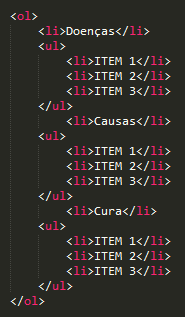 <ol>
<li>Doenças</li>
<ul>
<li>ITEM 1</li>
<li>ITEM 2</li>
<li>ITEM 3</li>
</ul>
<li>Causas</li>
<ul>
<li>ITEM 1</li>
<li>ITEM 2</li>
<li>ITEM 3</li>
</ul>
<li>Cura</li>
<ul>
<li>ITEM 1</li>
<li>ITEM 2</li>
<li>ITEM 3</li>
</ul>
</ol>